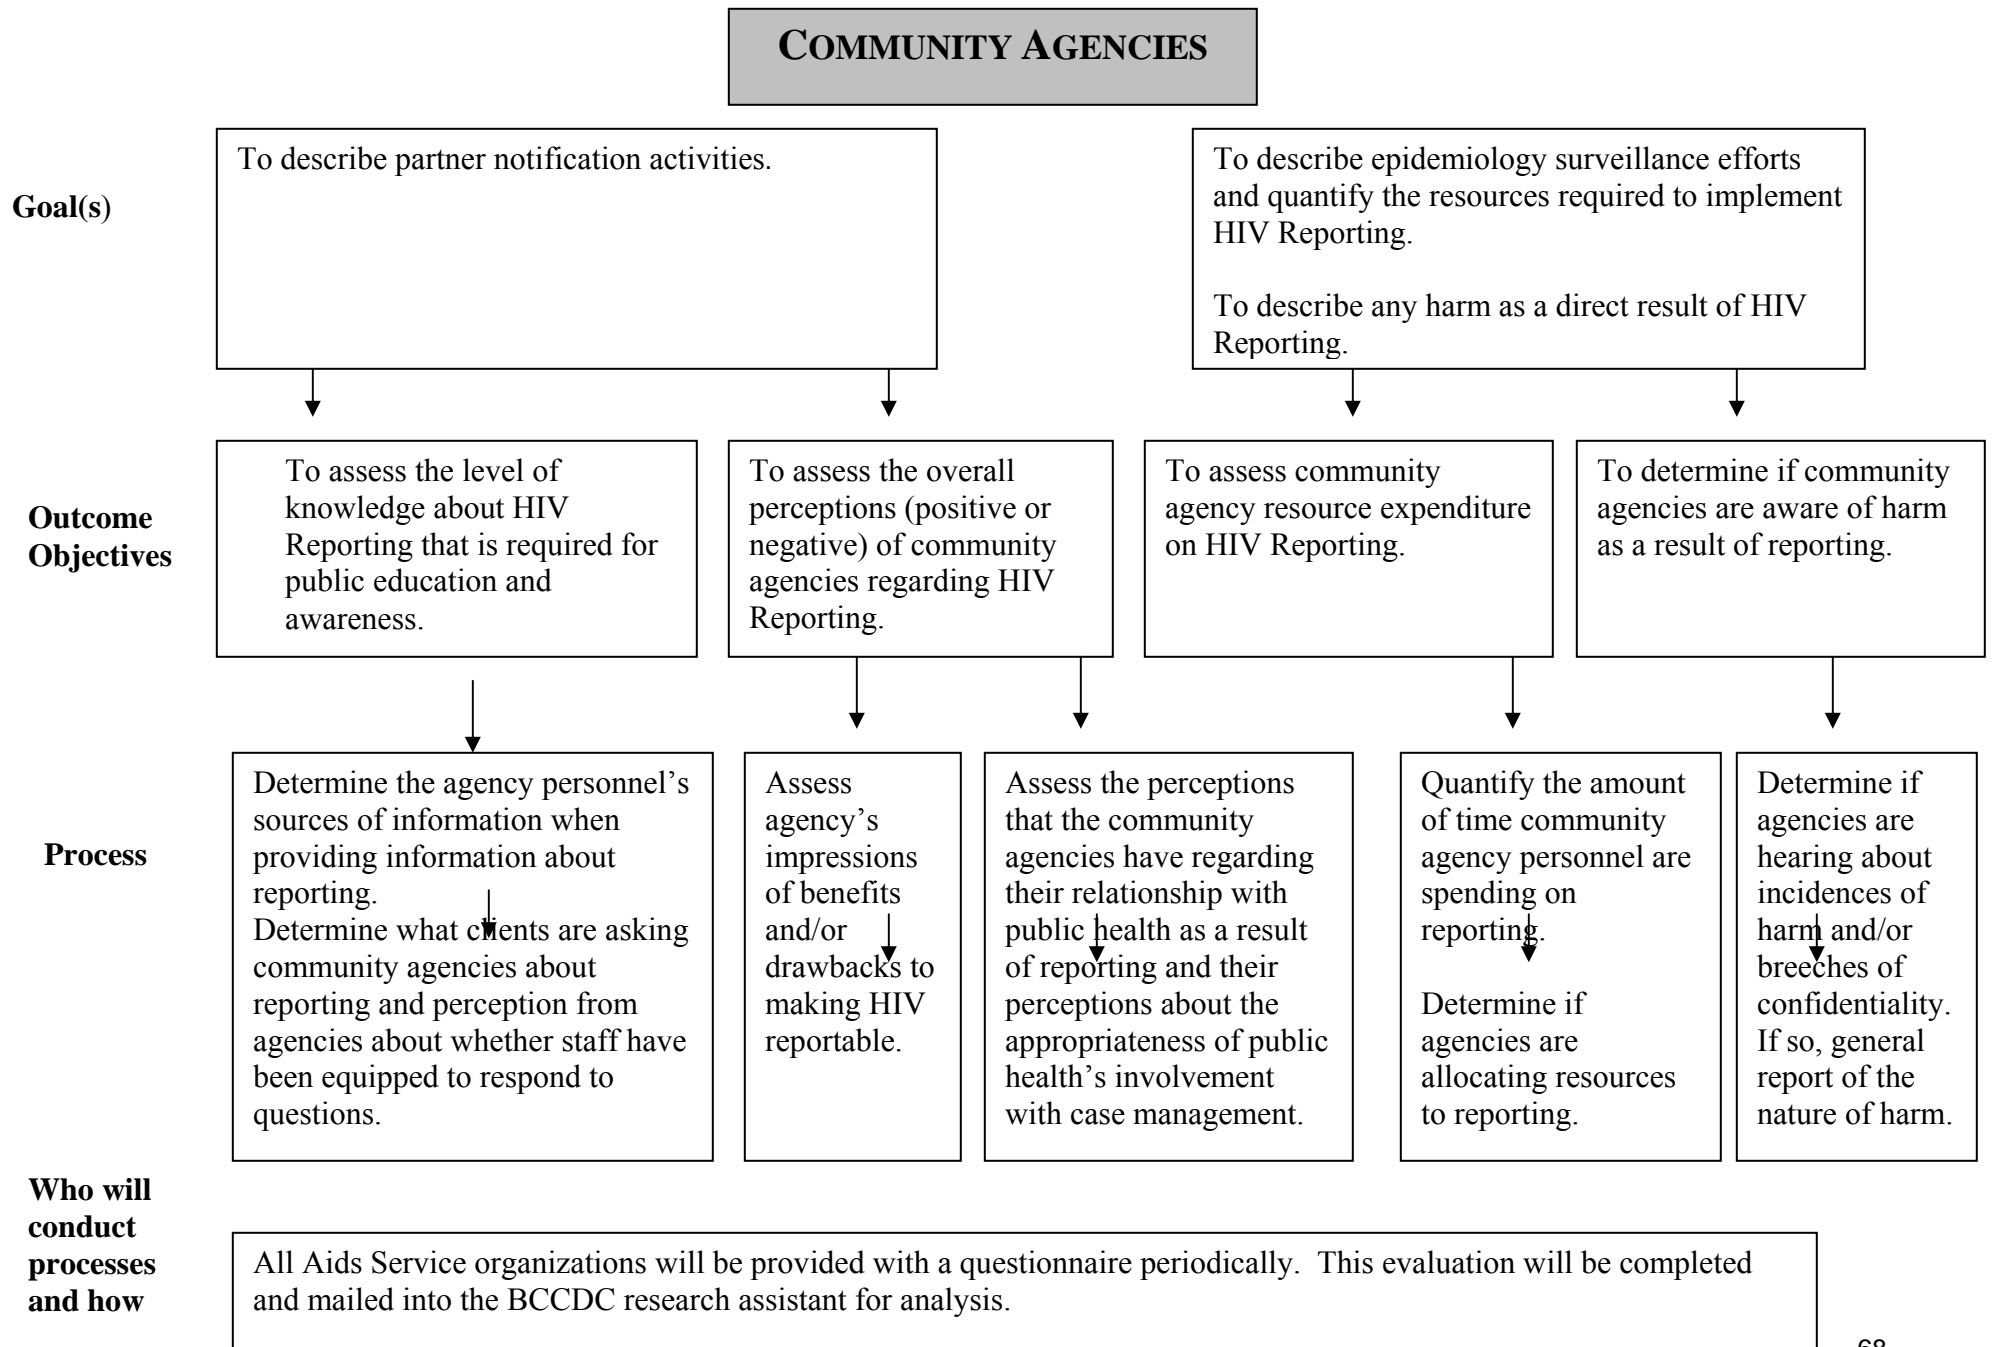 COMMUNITY AGENCIES
Goal(s)
To describe partner notification activities.
To describe epidemiology surveillance efforts
and quantify the resources required to implement
HIV Reporting.
To describe any harm as a direct result of HIV
Reporting.
Outcome
Objectives
To assess the level of
knowledge about HIV
Reporting that is required for
public education and
awareness.
To assess the overall
perceptions (positive or
negative) of community
agencies regarding HIV
Reporting.
To assess community
agency resource expenditure
on HIV Reporting.
To determine if community
agencies are aware of harm
as a result of reporting.
Process
Determine the agency personnel’s
sources of information when
providing information about
reporting.
Determine what clients are asking
community agencies about
reporting and perception from
agencies about whether staff have
been equipped to respond to
questions.
Assess
agency’s
impressions
of benefits
and/or
drawbacks to
making HIV
reportable.
Assess the perceptions
that the community
agencies have regarding
their relationship with
public health as a result
of reporting and their
perceptions about the
appropriateness of public
health’s involvement
with case management.
Quantify the amount
of time community
agency personnel are
spending on
reporting.
Determine if
agencies are
allocating resources
to reporting.
Determine if
agencies are
hearing about
incidences of
harm and/or
breeches of
confidentiality.
If so, general
report of the
nature of harm.
Who will
conduct
processes
and how
All Aids Service organizations will be provided with a questionnaire periodically.  This evaluation will be completed
and mailed into the BCCDC research assistant for analysis.
68